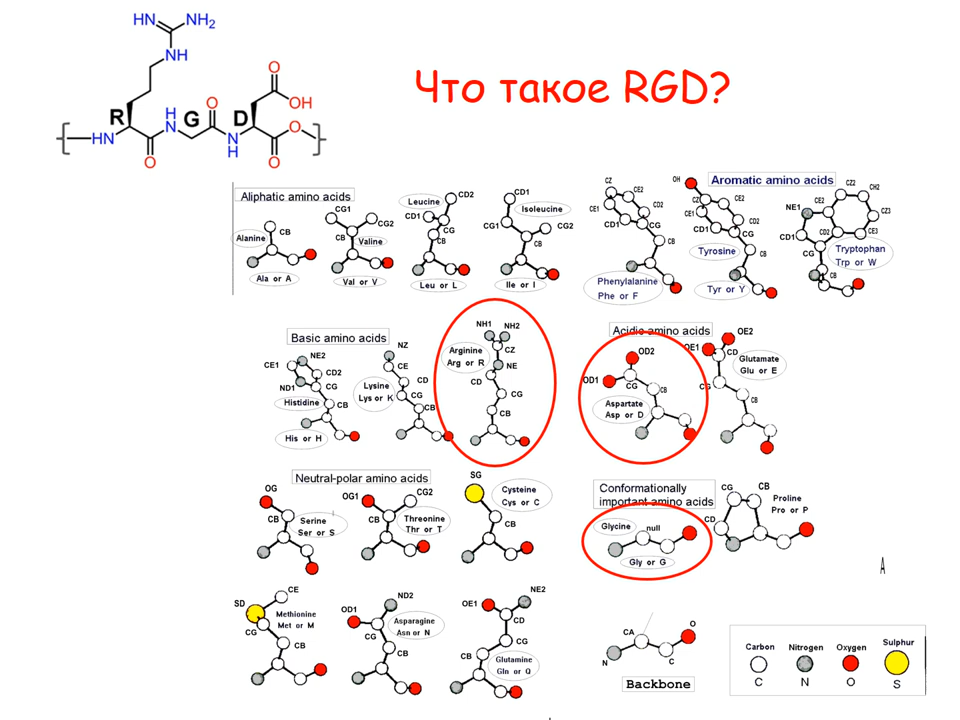 Что такое RGD?
HN
NH₂
NH
R
H
N
G
O
D
O
OH
HN
O
N
H
O
O
Aliphatic amino acids
Alanine
CB
Ala or A
CG1
CG2
CB
Valine
Val or V
Leucine
CD2
CD1
CG
CB
Leu or L
CD1
Isoleucine
CG1
CG2
CB
Ile or I
Aromatic amino acids
CZ
CE2
CE1
CD2
CD1
CG
CB
Phenylalanine
Phe or F
OH
CZ
CE2
CE1
CD2
CD1
CG
Tyrosine
CB
Tyr or Y
CZ2
CH2
NE1
CE2
CZ3
CD1
CD2
CE3
CG
Tryptophan
Trp or W
CB
Basic amino acids
CE1
NE2
CD2
ND1
CG
Histidine
CB
His or H
NZ
CE
CD
Lysine
Lys or K
CG
CB
NH1
NH2
Arginine
Arg or R
CZ
NE
CD
CG
CB
Acidic amino acids
OD2
OD1
CG
CB
Aspartate
Asp or D
OE2
OE1
CD
Glutamate
Glu or E
CG
CB
Neutral-polar amino acids
OG
CB
Serine
Ser or S
OG1
CG2
CB
Threonine
Thr or T
SG
Cysteine
Cys or C
CB
Conformationally
important amino acids
Glycine
null
Gly or G
CG
CB
CD
Proline
Pro or P
A
SD
CE
Methionine
Met or M
CG
CB
ND2
OD1
Asparagine
Asn or N
CG
CB
OE1
NE2
CD
CG
CB
Glutamine
Gln or Q
O
CA
N
C
Backbone
Carbon
Nitrogen
Oxygen
Sulphur
C
N
O
S